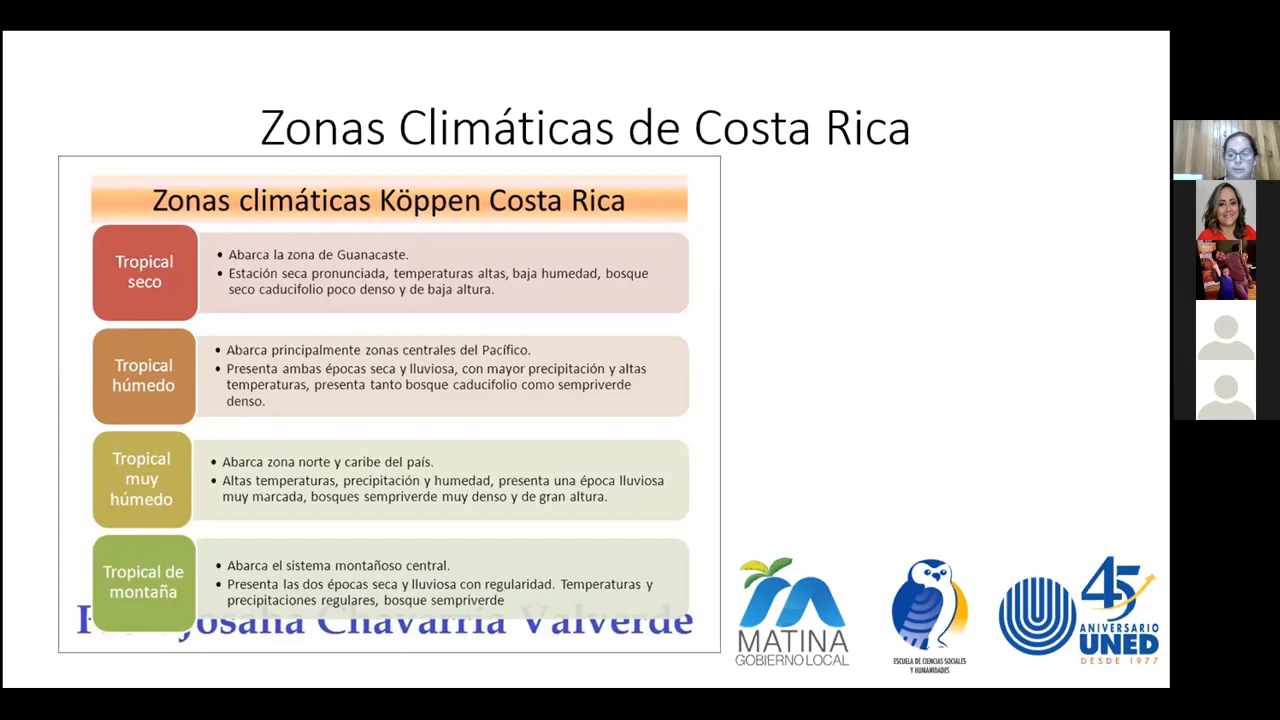 Zonas Climáticas de Costa Rica
Zonas climáticas Köppen Costa Rica
Tropical
seco
• Abarca la zona de Guanacaste.
• Estación seca pronunciada, temperaturas altas, baja humedad, bosque
seco caducifolio poco denso y de baja altura.
Tropical
húmedo
• Abarca principalmente zonas centrales del Pacífico.
• Presenta ambas épocas seca y lluviosa, con mayor precipitación y altas
temperaturas, presenta tanto bosque caducifolio como sempriverde
denso.
Tropical
muy
húmedo
• Abarca zona norte y caribe del país.
• Altas temperaturas, precipitación y humedad, presenta una época lluviosa
muy marcada, bosques sempriverde muy denso y de gran altura.
Tropical de
montaña
• Abarca el sistema montañoso central.
• Presenta las dos épocas seca y lluviosa con regularidad. Temperaturas y
precipitaciones regulares, bosque sempriverde
Chavarría Valverde
MATINA
GOBIERNO LOCAL
ESCUELA DE CIENCIAS SOCIALES
Y HUMANIDADES
45
ANIVERSARIO
UNED
DESDE 1977